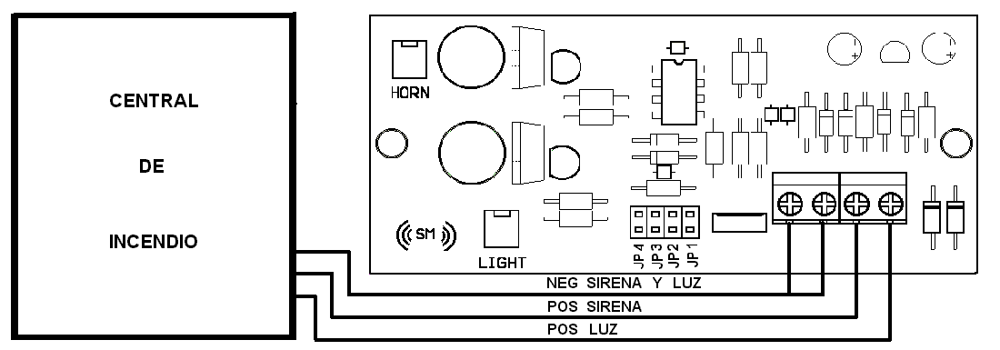 CENTRAL
DE
INCENDIO
HORN
SM
LIGHT
JP4
JP3
JP2
JP1
NEG SIRENA Y LUZ
POS SIRENA
POS LUZ